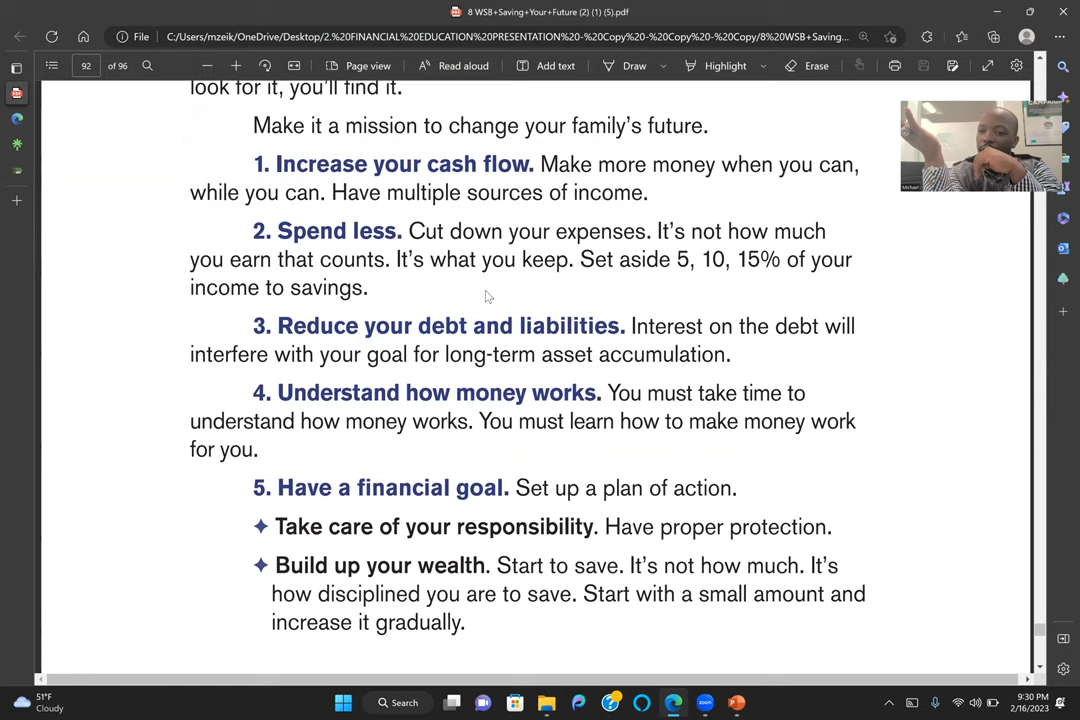 8 WSB+Saving+Your+Future (2) (1) (5).pdf
File
C:/Users/mzeik/OneDrive/Desktop/2.%20FINANCIAL%20EDUCATION%20PRESENTATION%20-%20Copy%20-%20Copy%20-%20Copy/8%20WSB+Saving...
92 of 96
Page view
Read aloud
Add text
Draw
Highlight
Erase
look for it, you'll find it.
Make it a mission to change your family's future.
1. Increase your cash flow. Make more money when you can,
while you can. Have multiple sources of income.
2. Spend less. Cut down your expenses. It's not how much
you earn that counts. It's what you keep. Set aside 5, 10, 15% of your
income to savings.
3. Reduce your debt and liabilities. Interest on the debt will
interfere with your goal for long-term asset accumulation.
4. Understand how money works. You must take time to
understand how money works. You must learn how to make money work
for you.
5. Have a financial goal. Set up a plan of action.
✦ Take care of your responsibility. Have proper protection.
✦ Build up your wealth. Start to save. It's not how much. It's
how disciplined you are to save. Start with a small amount and
increase it gradually.
Michael
51°F
Cloudy
Search
zoom
9:30 PM
2/16/2023